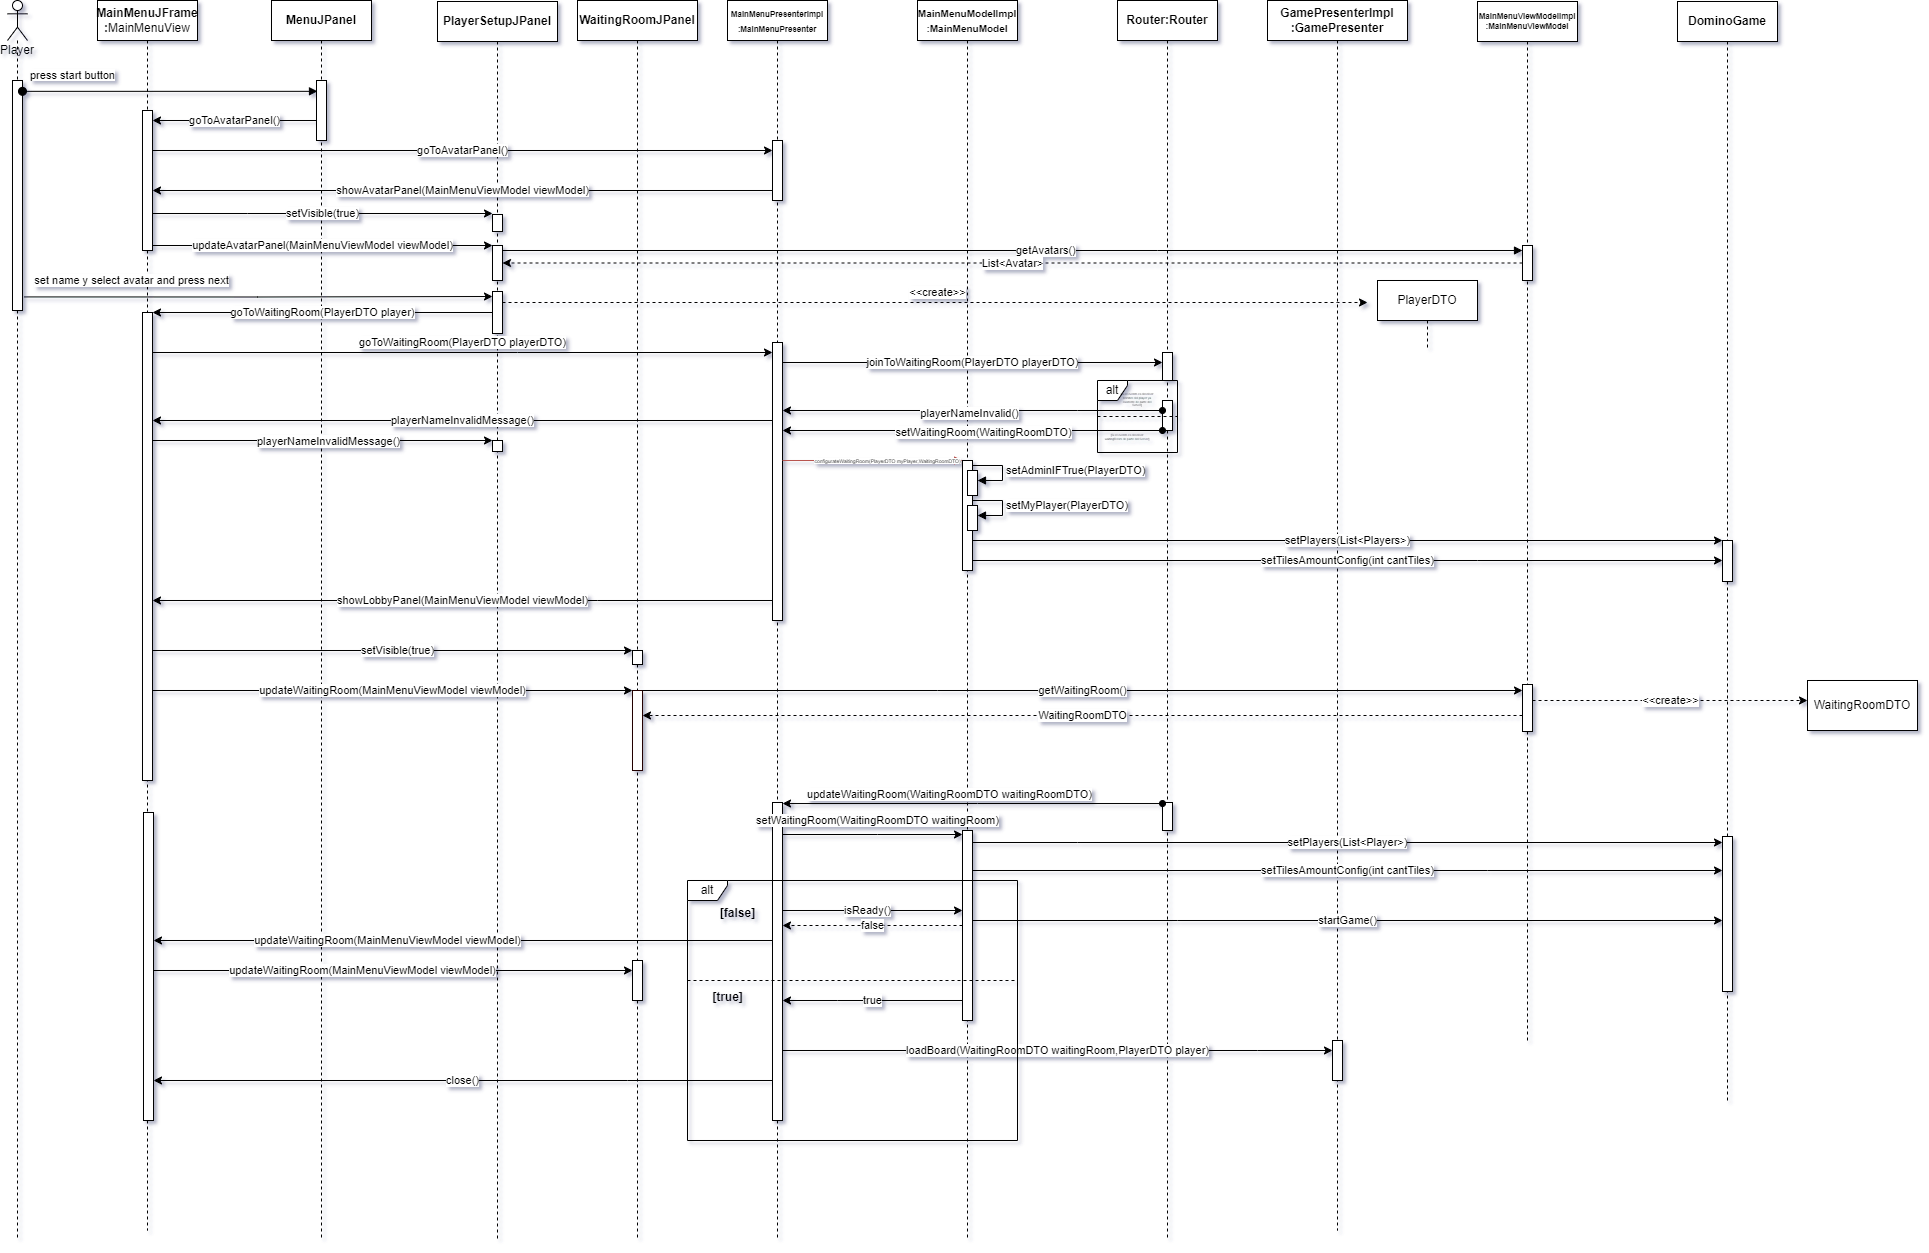 Player
MainMenuJFrame
:MainMenuView
MenuJPanel
PlayerSetupJPanel
WaitingRoomJPanel
MainMenuPresenterImpl
:MainMenuPresenter
MainMenuModelImpl
:MainMenuModel
Router:Router
GamePresenterImpl
:GamePresenter
MainMenuViewModelImpl
:MainMenuViewModel
DominoGame
press start button
goToAvatarPanel()
goToAvatarPanel()
showAvatarPanel(MainMenuViewModel viewModel)
setVisible(true)
updateAvatarPanel(MainMenuViewModel viewModel)
getAvatars()
List<Avatar>
set name y select avatar and press next
<<create>>
PlayerDTO
goToWaitingRoom(PlayerDTO player)
goToWaitingRoom(PlayerDTO playerDTO)
joinToWaitingRoom(PlayerDTO playerDTO)
alt
playerNameInvalid()
playerNameInvalidMessage()
setWaitingRoom(WaitingRoomDTO)
playerNameInvalidMessage()
configurateWaitingRoom(PlayerDTO myPlayer,WaitingRoomDTO)
setAdminIFTrue(PlayerDTO)
setMyPlayer(PlayerDTO)
setPlayers(List<Players>)
setTilesAmountConfig(int cantTiles)
showLobbyPanel(MainMenuViewModel viewModel)
setVisible(true)
updateWaitingRoom(MainMenuViewModel viewModel)
getWaitingRoom()
<<create>>
WaitingRoomDTO
WaitingRoomDTO
updateWaitingRoom(WaitingRoomDTO waitingRoomDTO)
setWaitingRoom(WaitingRoomDTO waitingRoom)
setPlayers(List<Player>)
setTilesAmountConfig(int cantTiles)
alt
[false]
isReady()
startGame()
false
updateWaitingRoom(MainMenuViewModel viewModel)
updateWaitingRoom(MainMenuViewModel viewModel)
[true]
true
loadBoard(WaitingRoomDTO waitingRoom,PlayerDTO player)
close()